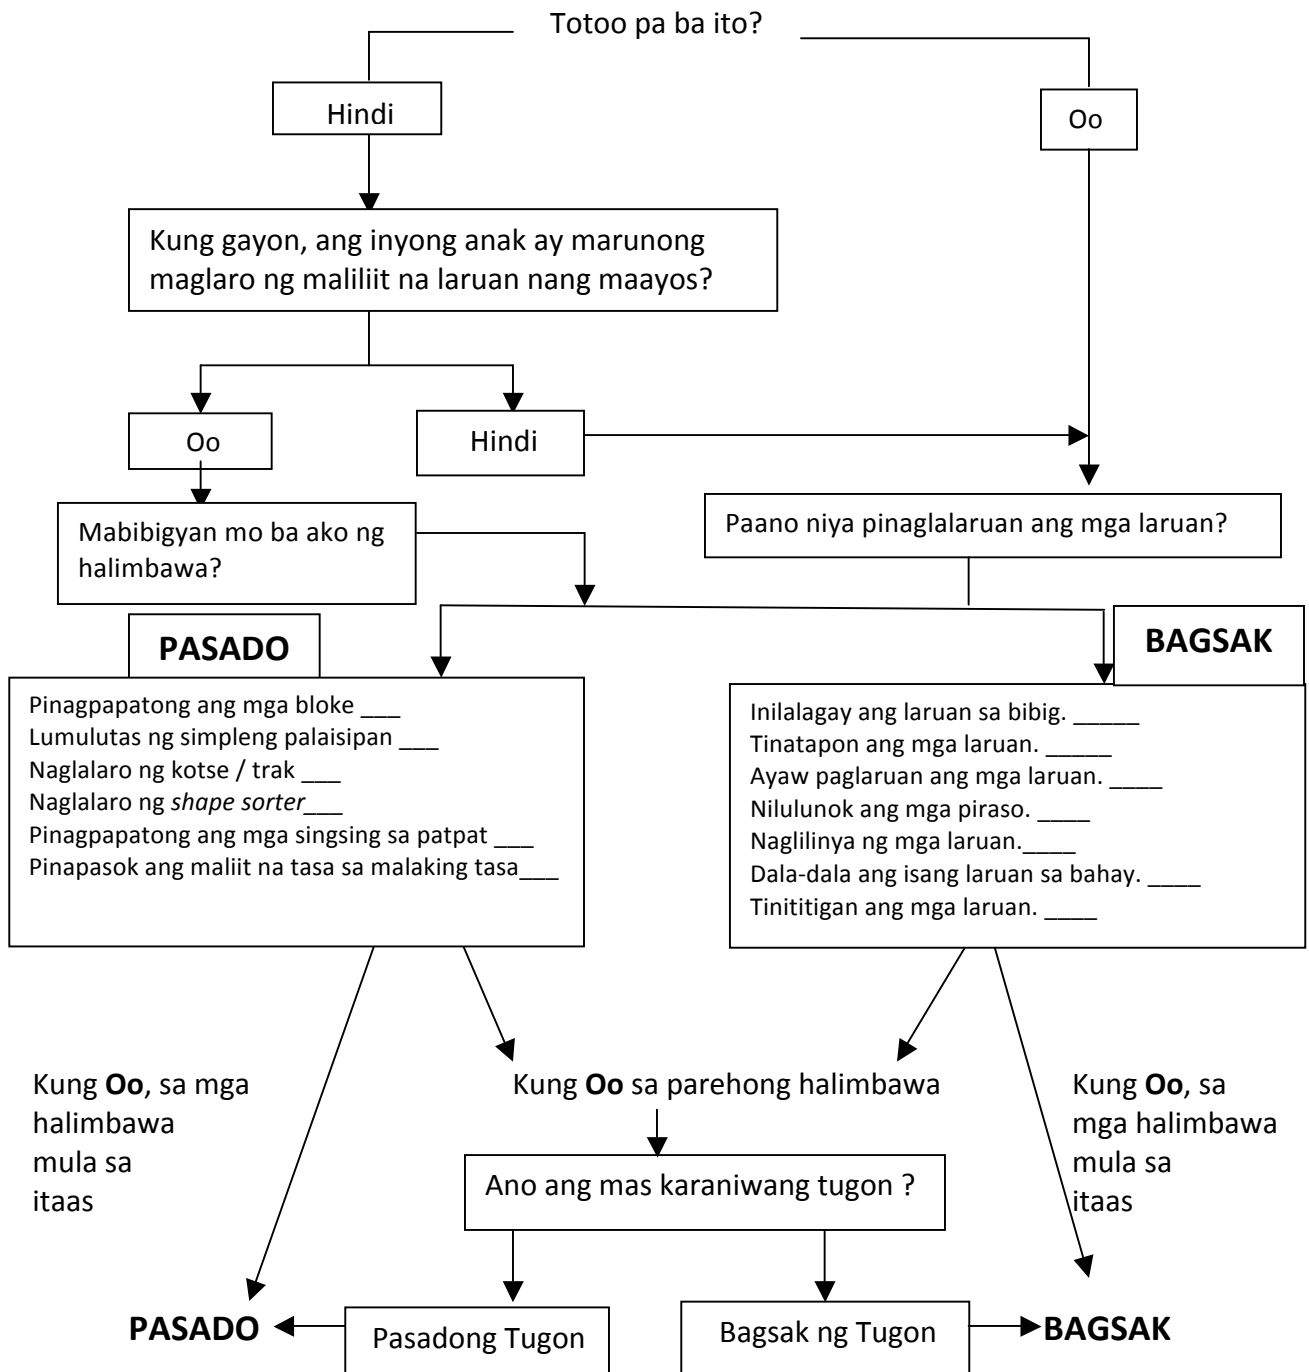 Totoo pa ba ito?
Hindi
Oo
Kung gayon, ang inyong anak ay marunong
maglaro ng maliliit na laruan nang maayos?
Oo
Hindi
Mabibigyan mo ba ako ng
halimbawa?
Paano niya pinaglalaruan ang mga laruan?
PASADO
BAGSAK
Pinagpapatong ang mga bloke ___
Lumulutas ng simpleng palaisipan ___
Naglalaro ng kotse / trak ___
Naglalaro ng shape sorter___
Pinagpapatong ang mga singsing sa patpat ___
Pinapasok ang maliit na tasa sa malaking tasa___
Inilalagay ang laruan sa bibig. _____
Tinatapon ang mga laruan. _____
Ayaw paglaruan ang mga laruan. ____
Nilulunok ang mga piraso. ____
Naglilinya ng mga laruan.____
Dala-dala ang isang laruan sa bahay. ____
Tinititigan ang mga laruan. ____
Kung Oo, sa mga
halimbawa
mula sa
itaas
Kung Oo sa parehong halimbawa
Kung Oo, sa
mga halimbawa
mula sa
itaas
Ano ang mas karaniwang tugon ?
PASADO
Pasadong Tugon
Bagsak ng Tugon
BAGSAK